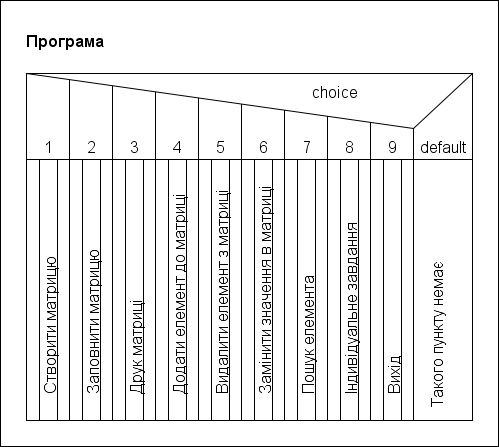 Програма
choice
1 2 3 4 5 6 7 8 9 default
Створити матрицю
Заповнити матрицю
Друк матриці
Додати елемент до матриці
Видалити елемент з матриці
Замінити значення в матриці
Пошук елемента
Індивідуальне завдання
Вихід
Такого пункту немає